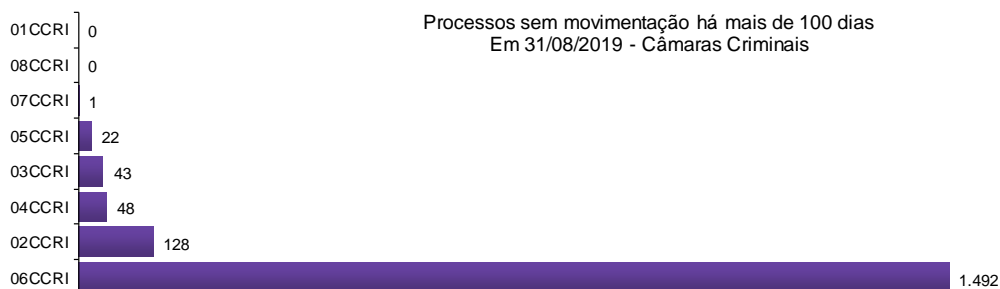 Processos sem movimentação há mais de 100 dias
Em 31/08/2019 - Câmaras Criminais
01CCRI 0
08CCRI 0
07CCRI 1
05CCRI 22
03CCRI 43
04CCRI 48
02CCRI 128
06CCRI 1.492